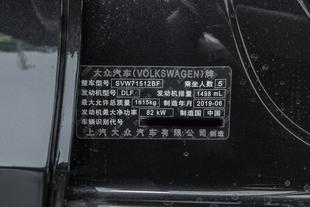 大众汽车(VOLKSWAGEN)牌
整车型号 SVW71512BF 乘坐人数 5
发动机型号 DLF 发动机排量 1498 mL
最大允许总质量 1615kg 制造年月 2019-06
发动机最大净功率 82 kW 制造国 中国
车辆识别代号
上汽大众汽车有限公司 制造